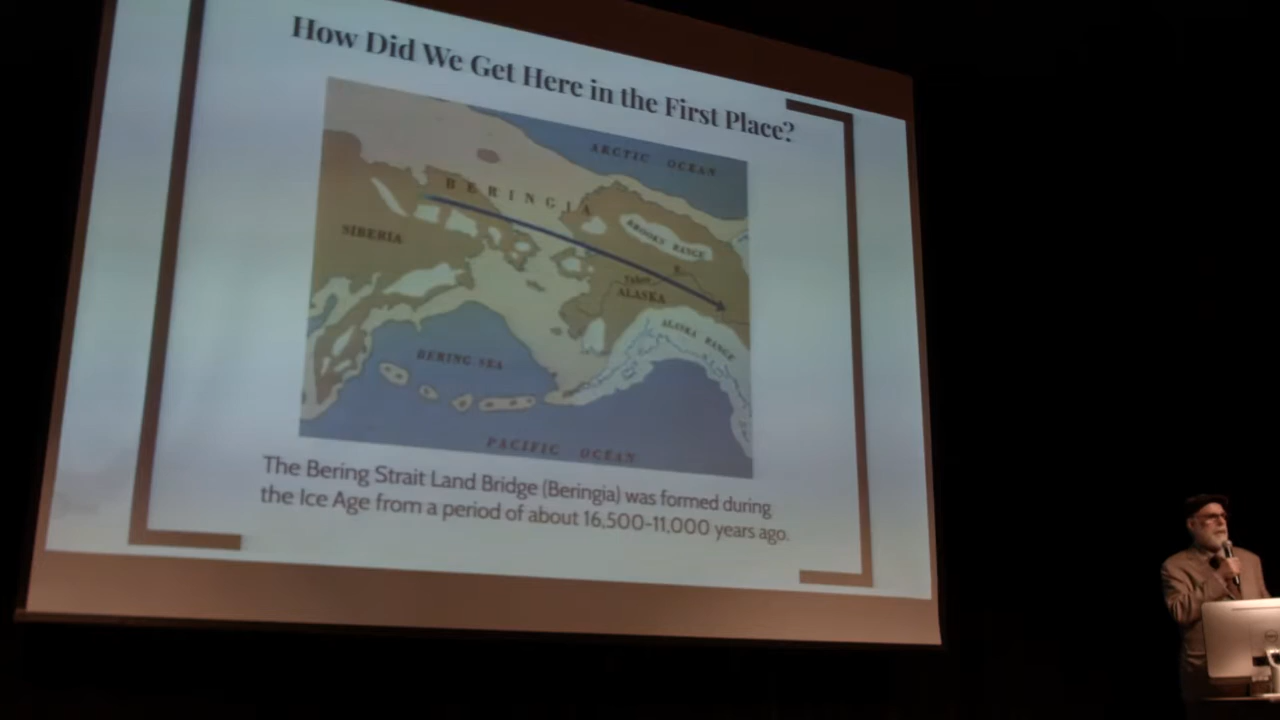 How Did We Get Here in the First Place?
ARCTIC OCEAN
BERINGIA
BROOKS RANGE
SIBERIA
Yukon R.
ALASKA
ALASKA RANGE
BERING SEA
PACIFIC OCEAN
The Bering Strait Land Bridge (Beringia) was formed during
the Ice Age from a period of about 16,500-11,000 years ago.